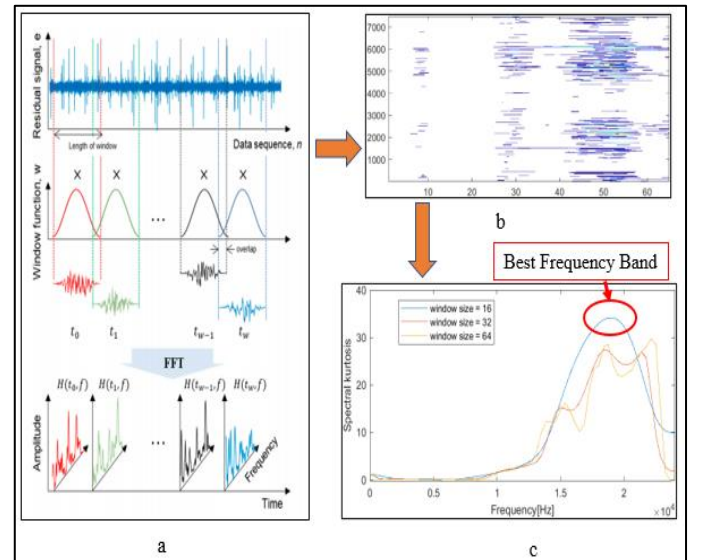 Residual signal, e
Length of window
Data sequence, n
Window function, w
X X X X
...
overlap
t0 t1 tw−1 tw
FFT
H(t0,f) H(t1,f) H(tw−1,f) H(tw,f)
Amplitude
...
Frequency
Time
a
7000
6000
5000
4000
3000
2000
1000
10 20 30 40 50 60
b
Best Frequency Band
40
30
20
10
0
Spectral kurtosis
window size = 16
window size = 32
window size = 64
0 0.5 1 1.5 2
×10⁴
Frequency[Hz]
c